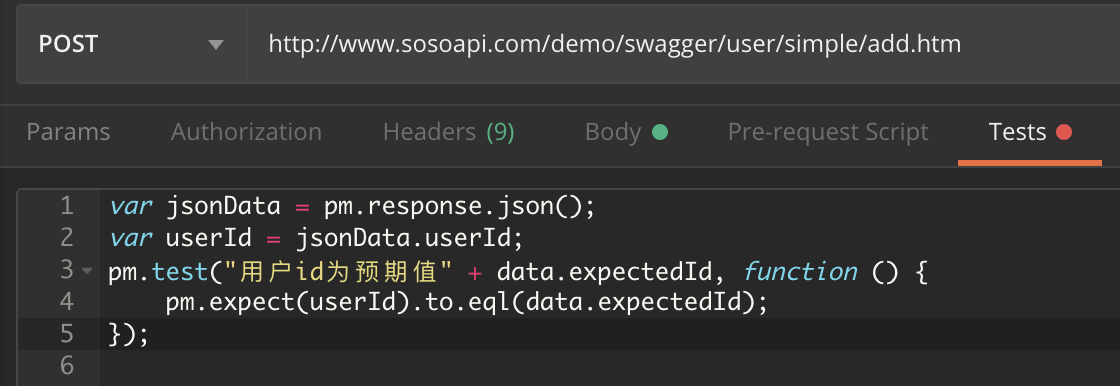 POST http://www.sosoapi.com/demo/swagger/user/simple/add.htm
Params Authorization Headers (9) Body Pre-request Script Tests
1 var jsonData = pm.response.json();
2 var userId = jsonData.userId;
3 pm.test("用户id为预期值" + data.expectedId, function () {
4     pm.expect(userId).to.eql(data.expectedId);
5 });
6